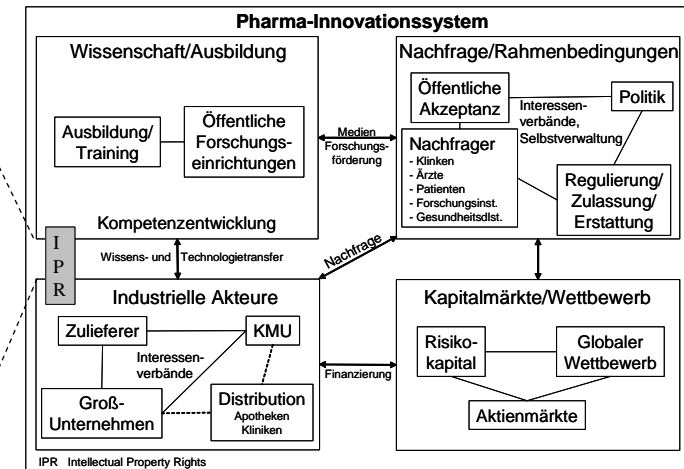 Pharma-Innovationssystem
Wissenschaft/Ausbildung
Ausbildung/
Training
Öffentliche
Forschungs-
einrichtungen
Kompetenzentwicklung
Medien
Forschungs-
förderung
Nachfrage/Rahmenbedingungen
Öffentliche
Akzeptanz
Interessen-
verbände,
Selbstverwaltung
Politik
Nachfrager
- Klinken
- Ärzte
- Patienten
- Forschungsinst.
- Gesundheitsdlst.
Regulierung/
Zulassung/
Erstattung
I
P
R
Wissens- und Technologietransfer
Nachfrage
Industrielle Akteure
Zulieferer
KMU
Interessen-
verbände
Groß-
Unternehmen
Distribution
Apotheken
Kliniken
Finanzierung
Kapitalmärkte/Wettbewerb
Risiko-
kapital
Globaler
Wettbewerb
Aktienmärkte
IPR Intellectual Property Rights